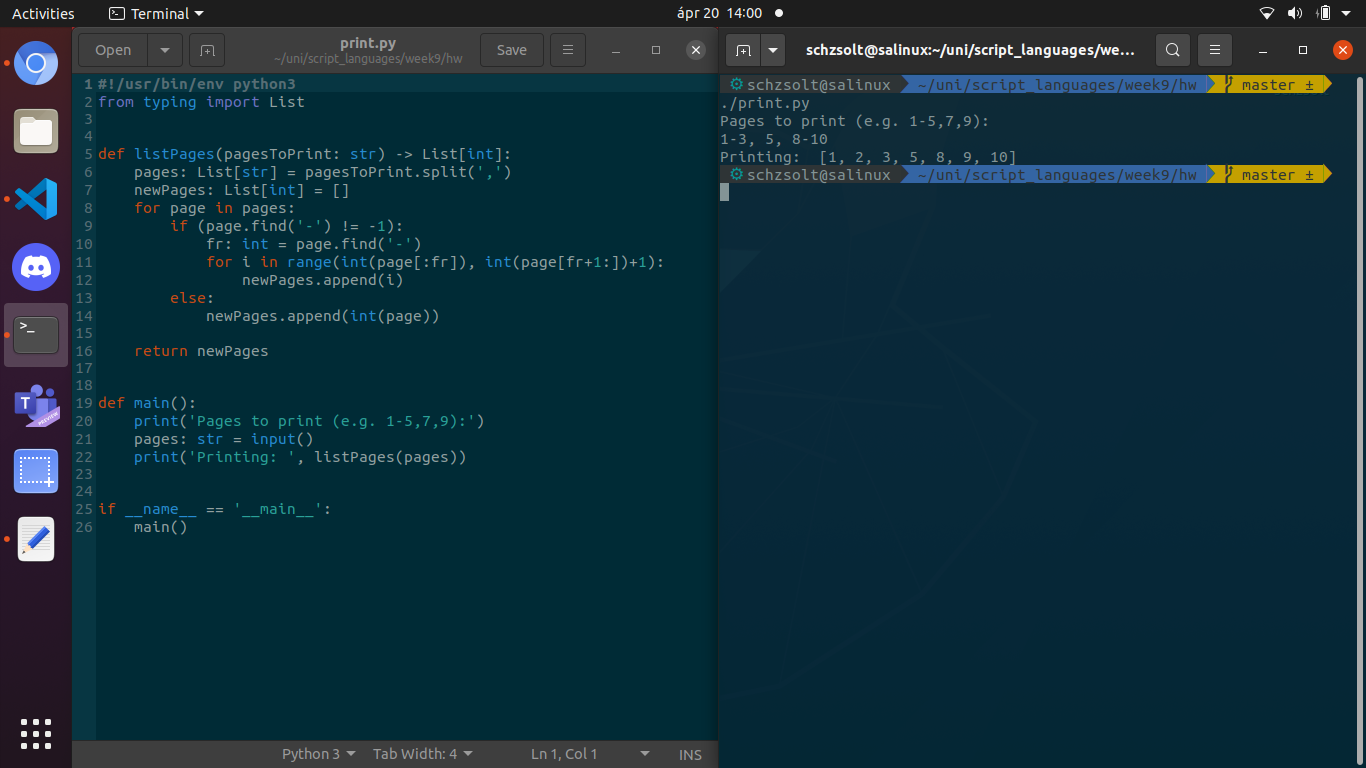 Activities
Terminal
ápr 20 14:00
Open
print.py
~/uni/script_languages/week9/hw
Save
1 #!/usr/bin/env python3
2 from typing import List
3
4
5 def listPages(pagesToPrint: str) -> List[int]:
6     pages: List[str] = pagesToPrint.split(',')
7     newPages: List[int] = []
8     for page in pages:
9         if (page.find('-') != -1):
10             fr: int = page.find('-')
11             for i in range(int(page[:fr]), int(page[fr+1:])+1):
12                 newPages.append(i)
13         else:
14             newPages.append(int(page))
15
16     return newPages
17
18
19 def main():
20     print('Pages to print (e.g. 1-5,7,9):')
21     pages: str = input()
22     print('Printing: ', listPages(pages))
23
24
25 if __name__ == '__main__':
26     main()
Python 3
Tab Width: 4
Ln 1, Col 1
INS
schzsolt@salinux:~/uni/script_languages/we...
schzsolt@salinux ~/uni/script_languages/week9/hw master ±
./print.py
Pages to print (e.g. 1-5,7,9):
1-3, 5, 8-10
Printing:  [1, 2, 3, 5, 8, 9, 10]
schzsolt@salinux ~/uni/script_languages/week9/hw master ±
>_
T
PREVIEW